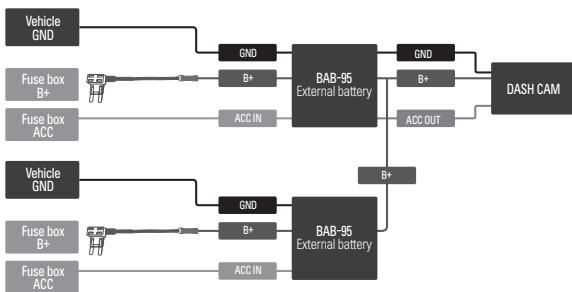 Vehicle
GND
GND
GND
Fuse box
B+
B+
BAB-95
External battery
B+
DASH CAM
Fuse box
ACC
ACC IN
ACC OUT
B+
Vehicle
GND
GND
Fuse box
B+
B+
BAB-95
External battery
Fuse box
ACC
ACC IN